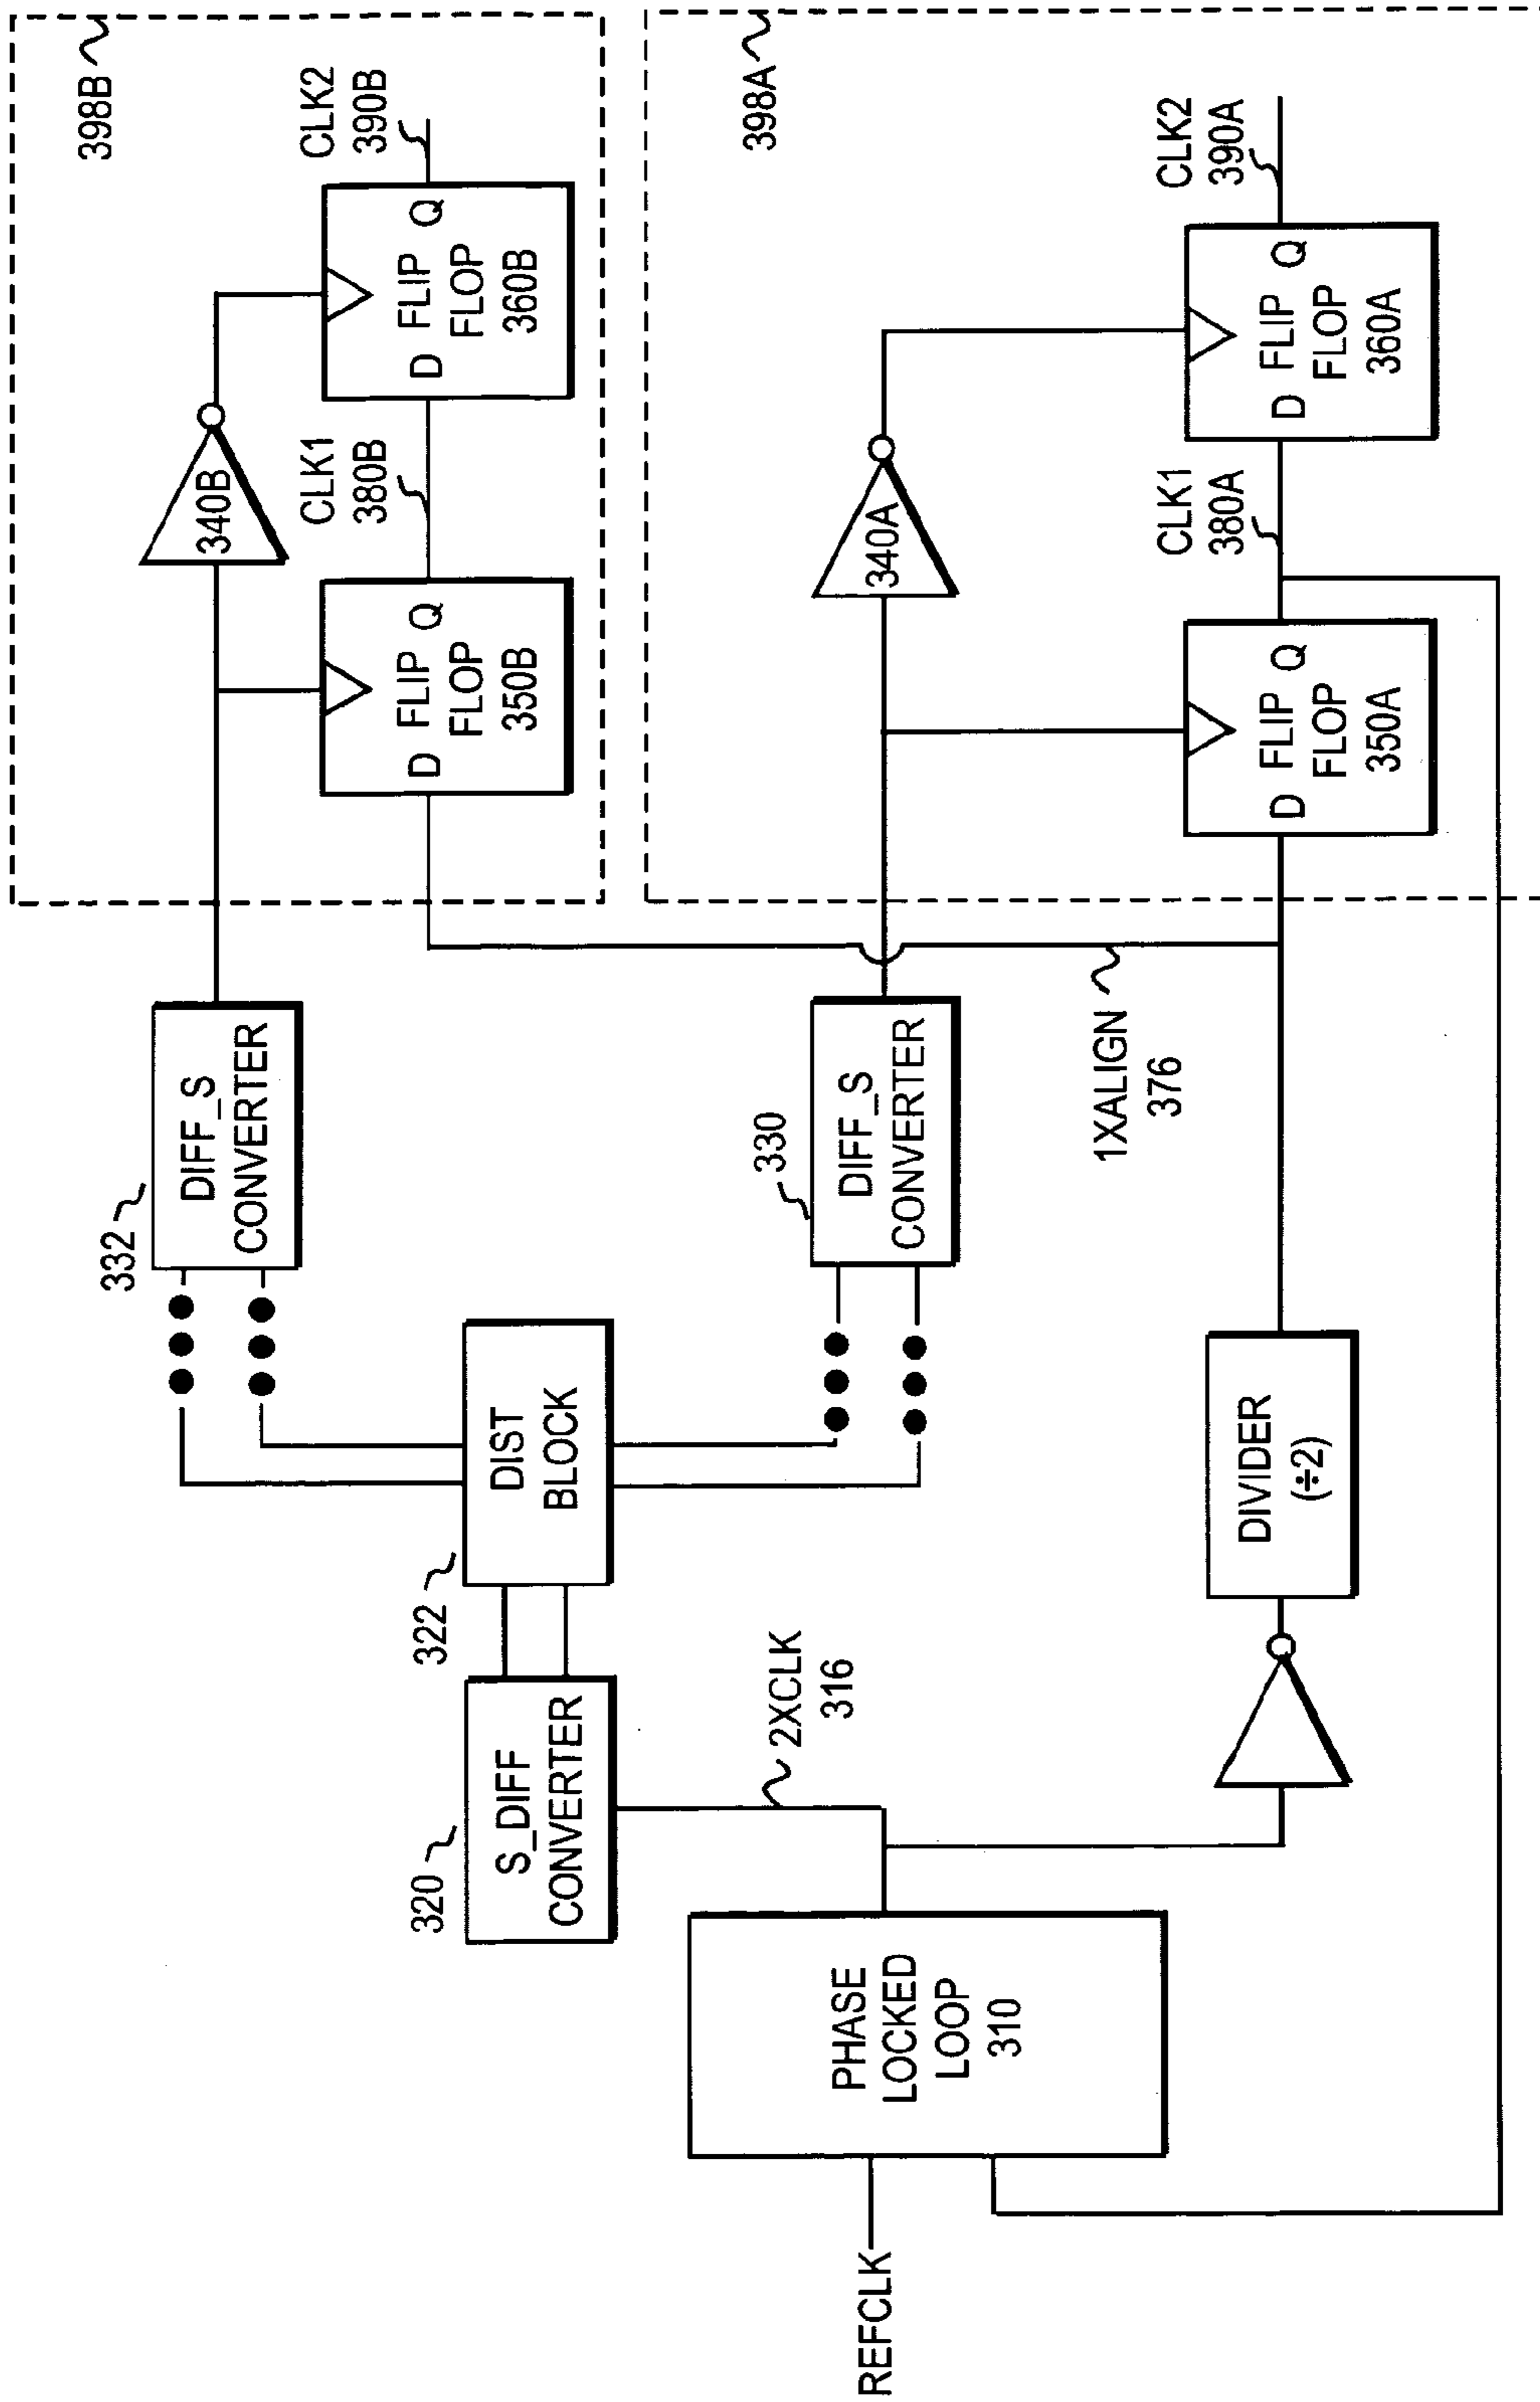 REFCLK
PHASE
LOCKED
LOOP
310
320
S_DIFF
CONVERTER
2XCLK
316
322
DIST
BLOCK
DIVIDER
(÷2)
332
DIFF_S
CONVERTER
330
DIFF_S
CONVERTER
1XALIGN
376
398B
340B
D FLIP Q
FLOP
350B
CLK1
380B
D FLIP Q
FLOP
360B
CLK2
390B
398A
340A
D FLIP Q
FLOP
350A
CLK1
380A
D FLIP Q
FLOP
360A
CLK2
390A